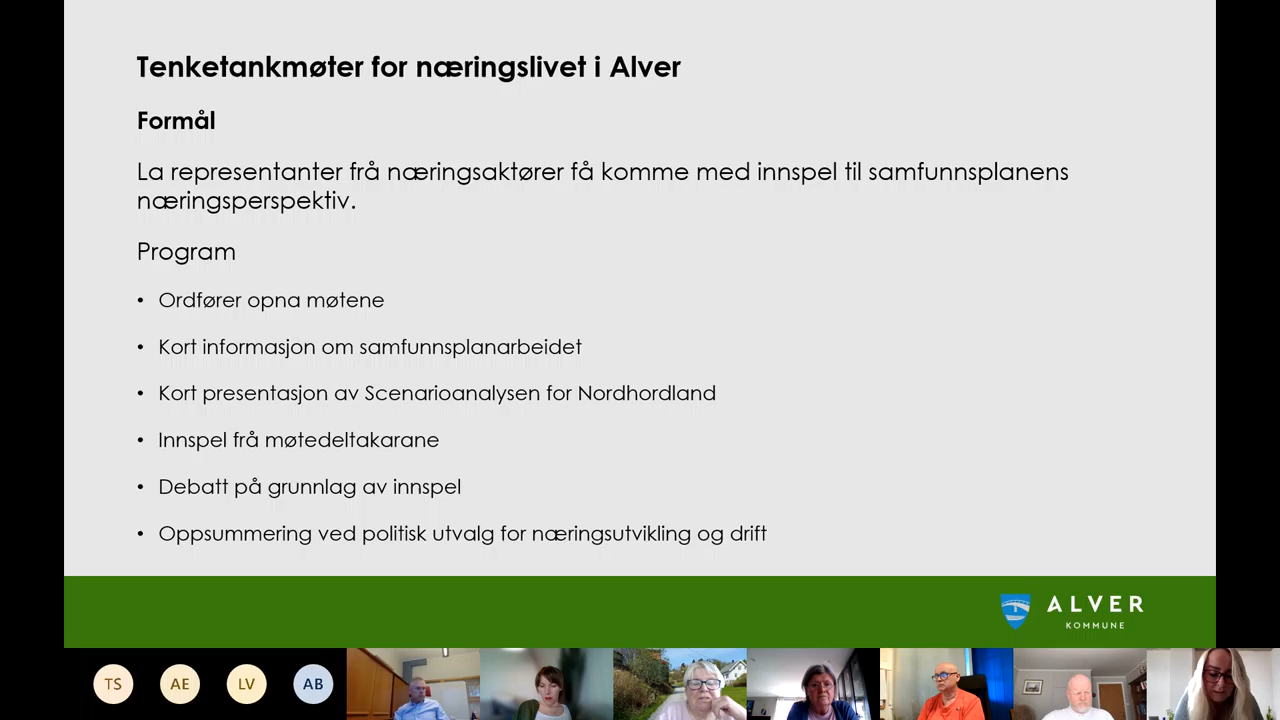 Tenketankmøter for næringslivet i Alver
Formål
La representanter frå næringsaktører få komme med innspel til samfunnsplanens
næringsperspektiv.
Program
• Ordfører opna møtene
• Kort informasjon om samfunnsplanarbeidet
• Kort presentasjon av Scenarioanalysen for Nordhordland
• Innspel frå møtedeltakarane
• Debatt på grunnlag av innspel
• Oppsummering ved politisk utvalg for næringsutvikling og drift
ALVER
KOMMUNE
TS AE LV AB